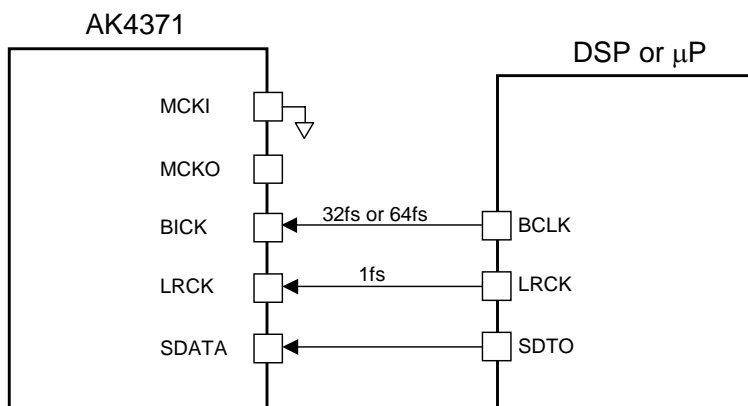 AK4371
DSP or μP
MCKI
MCKO
BICK
32fs or 64fs
BCLK
LRCK
1fs
LRCK
SDATA
SDTO